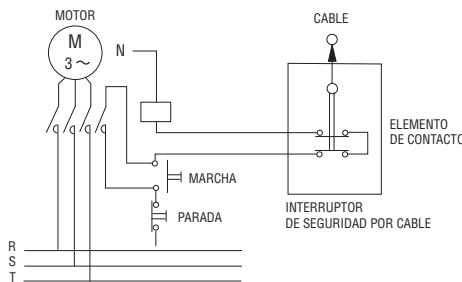 MOTOR
M
3 ~
N
CABLE
ELEMENTO
DE CONTACTO
MARCHA
PARADA
INTERRUPTOR
DE SEGURIDAD POR CABLE
R
S
T